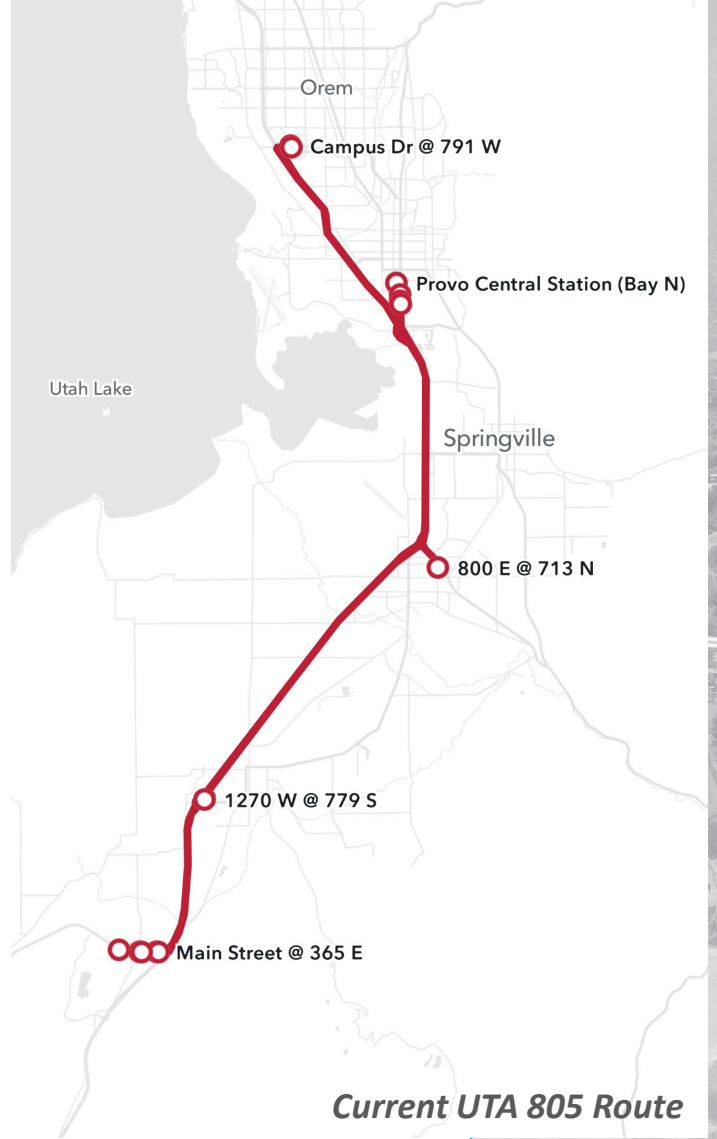 Orem
Campus Dr @ 791 W
Provo Central Station (Bay N)
Utah Lake
Springville
800 E @ 713 N
1270 W @ 779 S
Main Street @ 365 E
Current UTA 805 Route